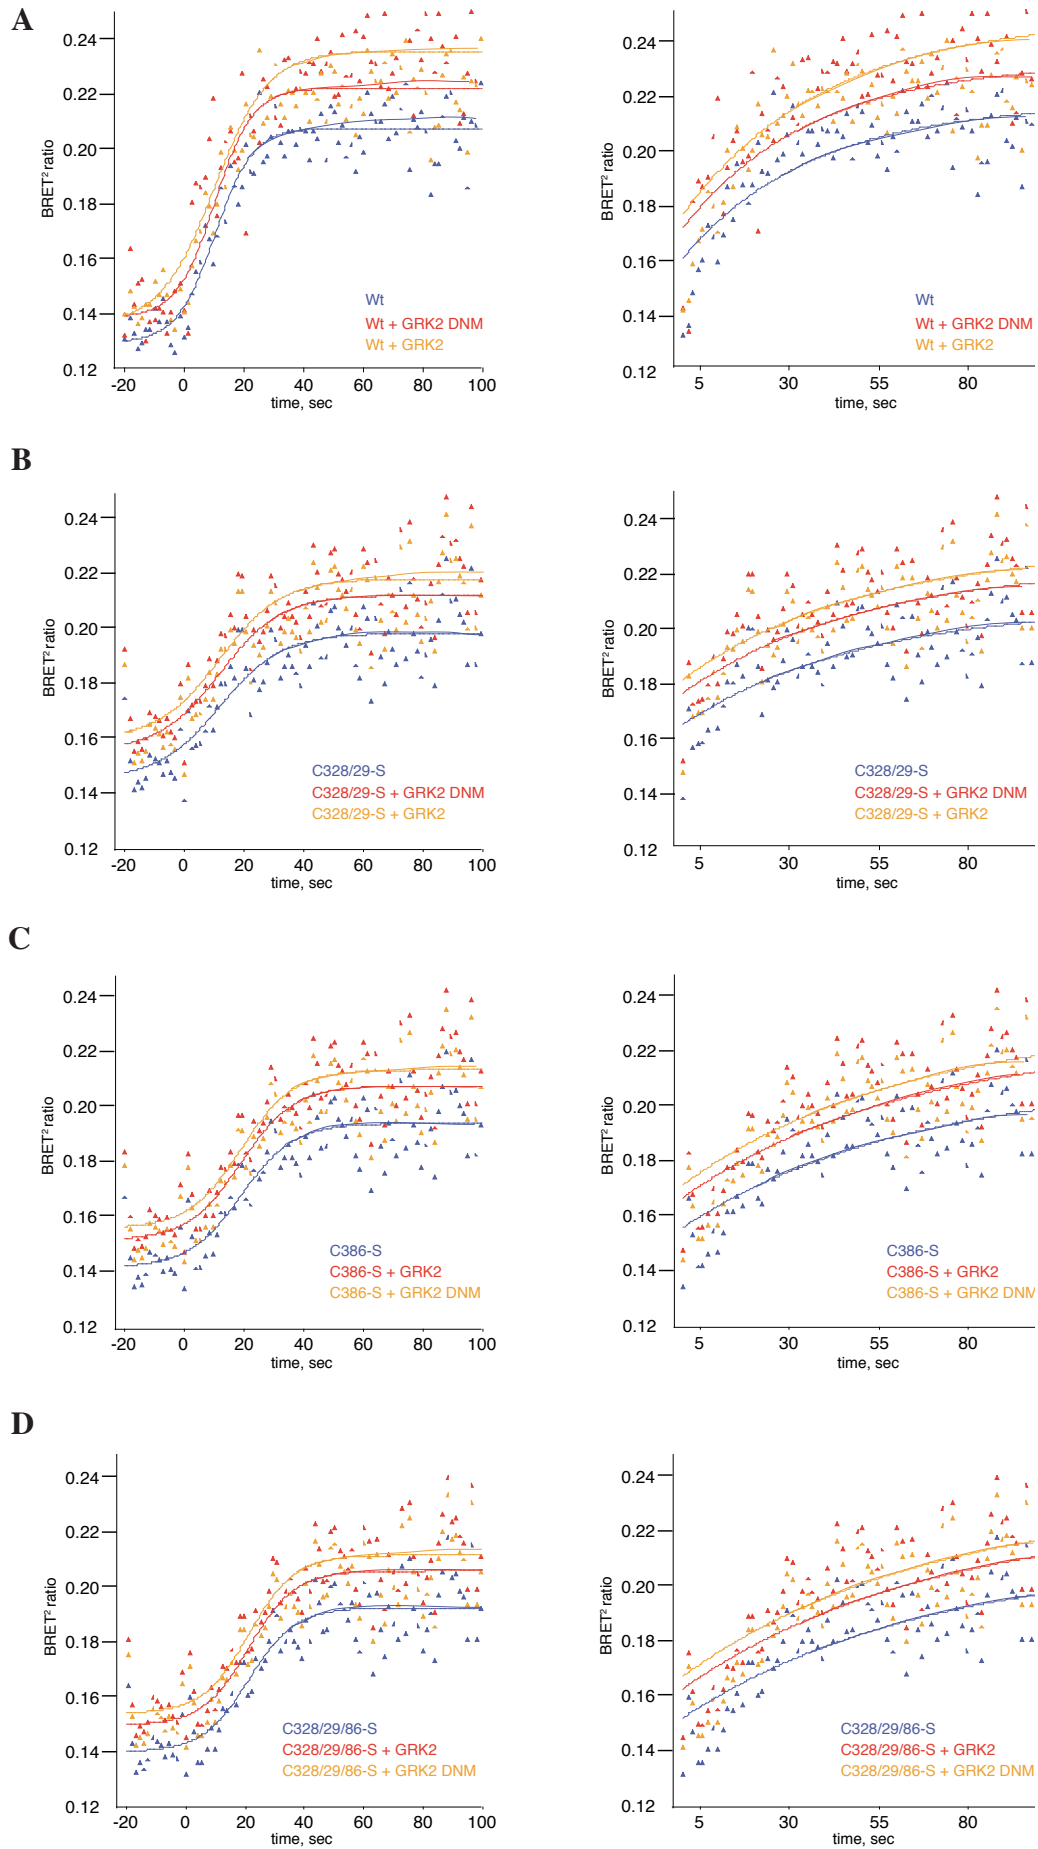 A
0.24
0.22
0.20
0.18
0.16
0.14
0.12
BRET² ratio
-20 0 20 40 60 80 100
time, sec
Wt
Wt + GRK2 DNM
Wt + GRK2
0.24
0.22
0.20
0.18
0.16
0.14
0.12
BRET² ratio
5 30 55 80
time, sec
Wt
Wt + GRK2 DNM
Wt + GRK2
B
0.24
0.22
0.20
0.18
0.16
0.14
0.12
BRET² ratio
-20 0 20 40 60 80 100
time, sec
C328/29-S
C328/29-S + GRK2 DNM
C328/29-S + GRK2
0.24
0.22
0.20
0.18
0.16
0.14
0.12
BRET² ratio
5 30 55 80
time, sec
C328/29-S
C328/29-S + GRK2 DNM
C328/29-S + GRK2
C
0.24
0.22
0.20
0.18
0.16
0.14
0.12
BRET² ratio
-20 0 20 40 60 80 100
time, sec
C386-S
C386-S + GRK2
C386-S + GRK2 DNM
0.24
0.22
0.20
0.18
0.16
0.14
0.12
BRET² ratio
5 30 55 80
time, sec
C386-S
C386-S + GRK2
C386-S + GRK2 DNM
D
0.24
0.22
0.20
0.18
0.16
0.14
0.12
BRET² ratio
-20 0 20 40 60 80 100
time, sec
C328/29/86-S
C328/29/86-S + GRK2
C328/29/86-S + GRK2 DNM
0.24
0.22
0.20
0.18
0.16
0.14
0.12
BRET² ratio
5 30 55 80
time, sec
C328/29/86-S
C328/29/86-S + GRK2
C328/29/86-S + GRK2 DNM